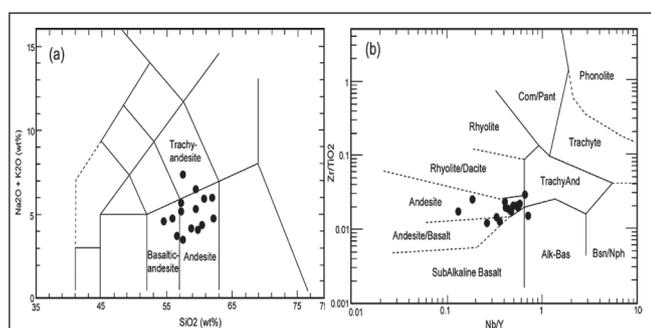 (a)
Na2O + K2O (wt%)
15
10
5
0
35
45
55
65
75
SiO2 (wt%)
Trachy-
andesite
Basaltic-
andesite
Andesite
(b)
Zr/TiO2
1
0.10
0.01
0.001
0.01
0.1
1
10
Nb/Y
Phonolite
Com/Pant
Rhyolite
Trachyte
Rhyolite/Dacite
TrachyAnd
Andesite
Andesite/Basalt
SubAlkaline Basalt
Alk-Bas
Bsn/Nph